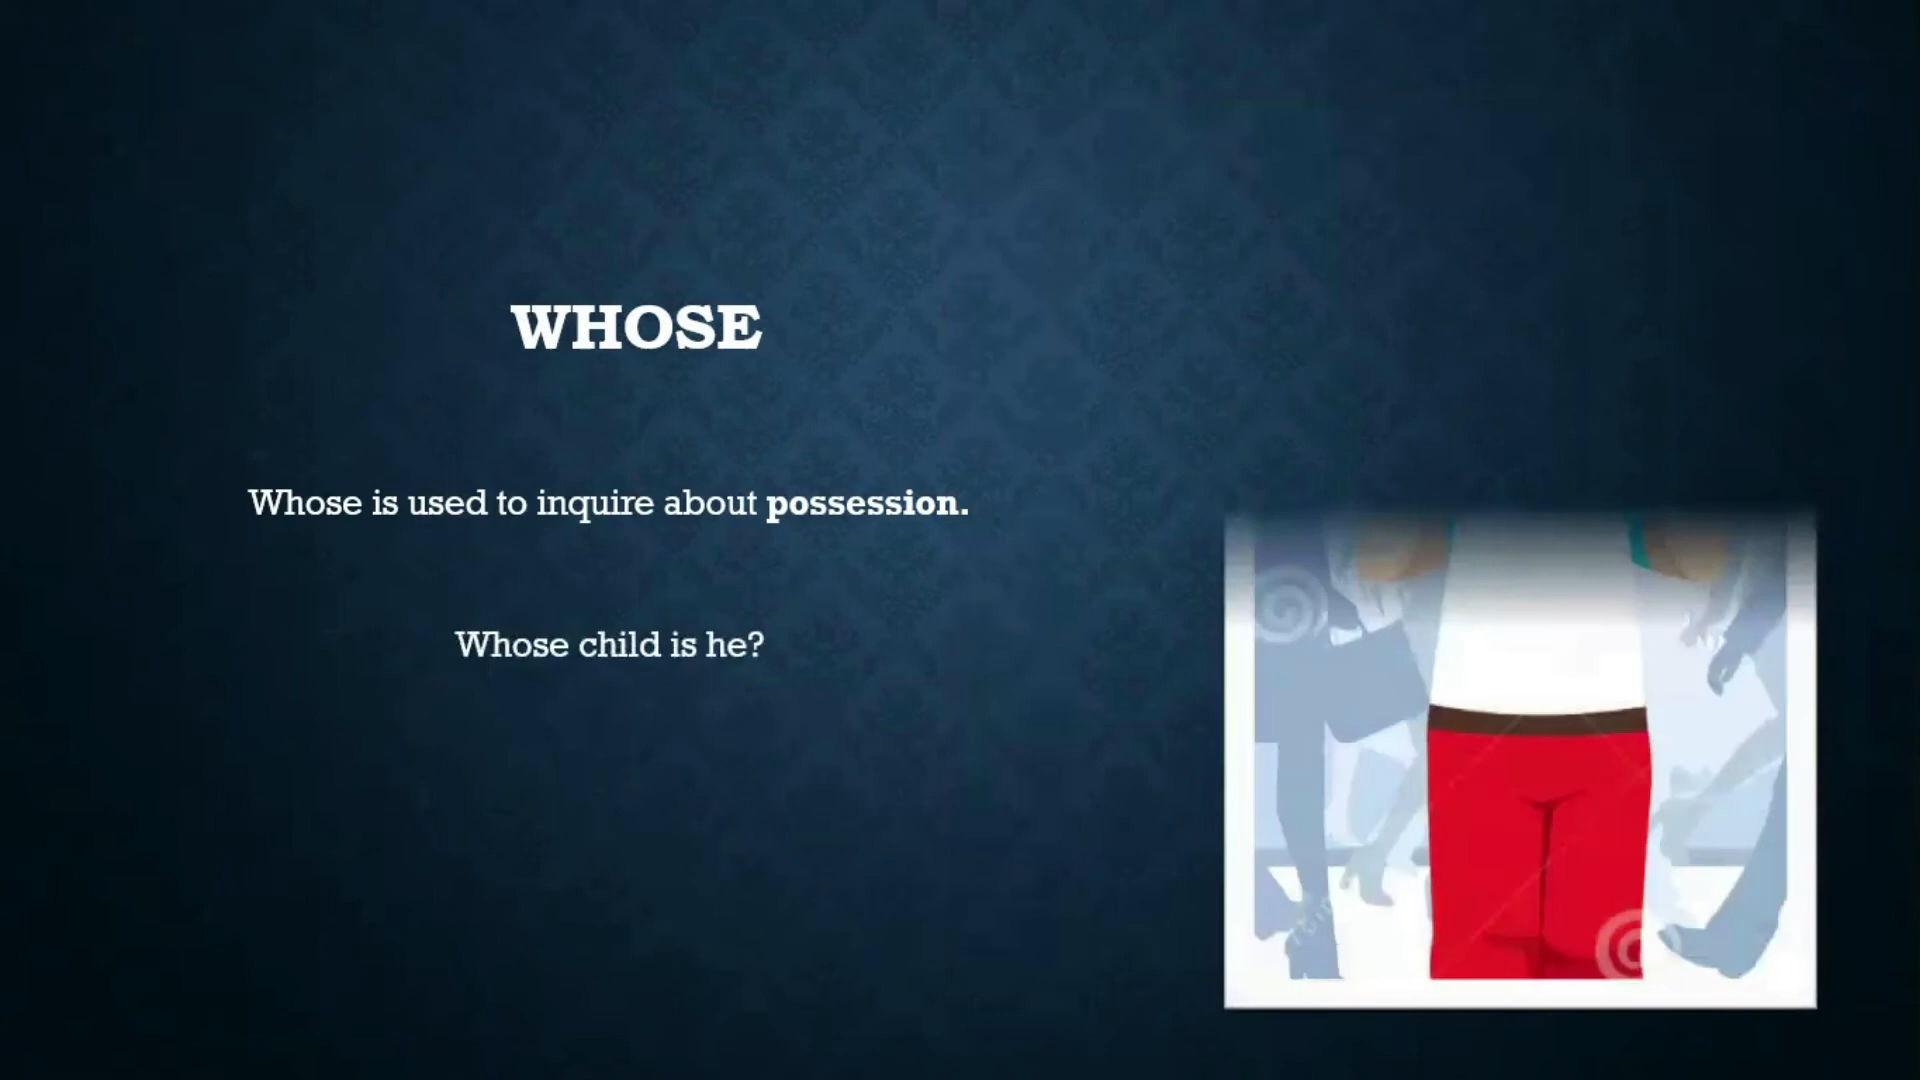 WHOSE
Whose is used to inquire about possession.
Whose child is he?